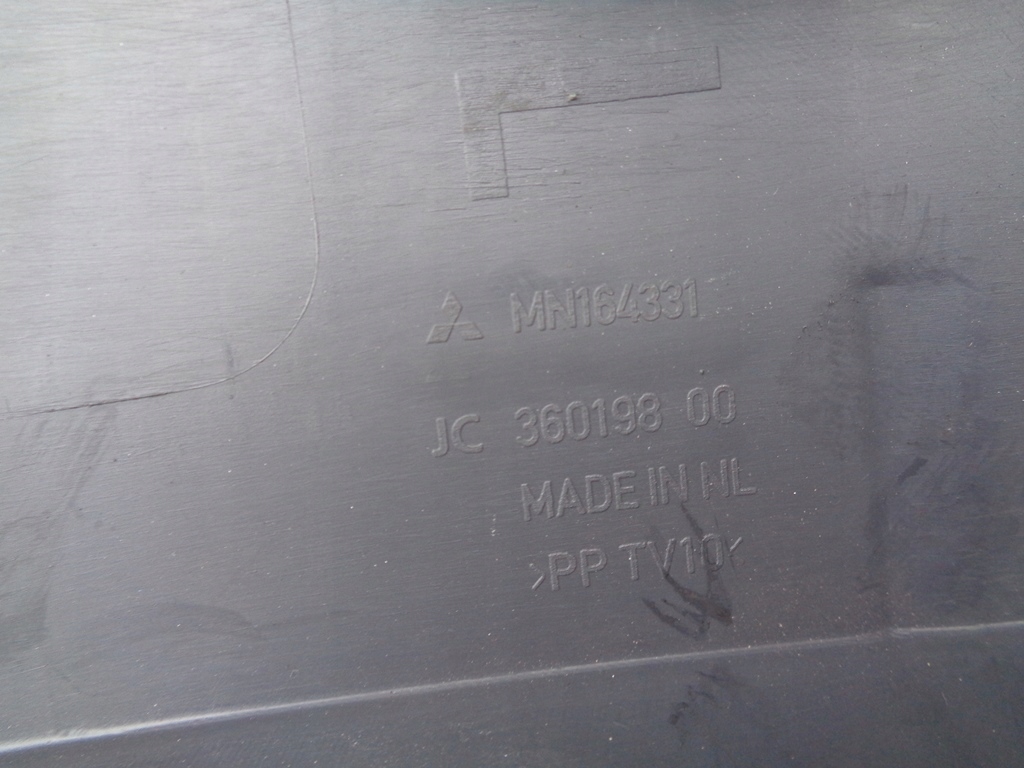 MN164331
JC 360198 00
MADE IN NL
>PP TV10<